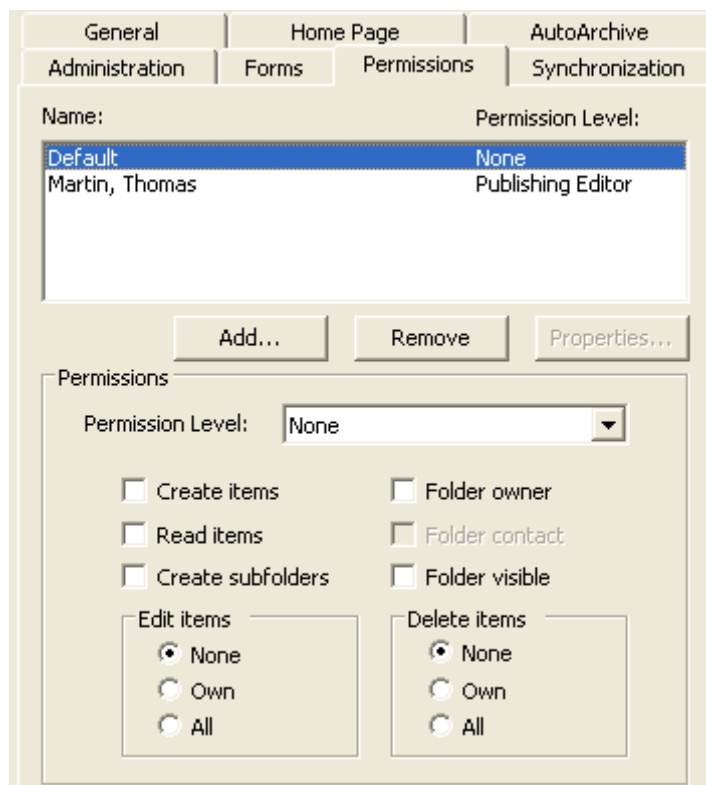 General Home Page AutoArchive
Administration Forms Permissions Synchronization
Name: Permission Level:
Default None
Martin, Thomas Publishing Editor
Add... Remove Properties...
Permissions
Permission Level: None
Create items Folder owner
Read items Folder contact
Create subfolders Folder visible
Edit items Delete items
None None
Own Own
All All